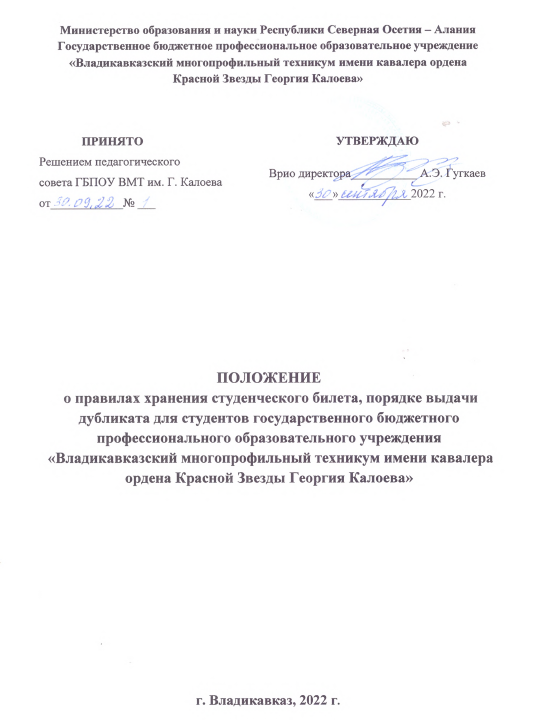 Министерство образования и науки Республики Северная Осетия – Алания
Государственное бюджетное профессиональное образовательное учреждение
«Владикавказский многопрофильный техникум имени кавалера ордена
Красной Звезды Георгия Калоева»
ПРИНЯТО
Решением педагогического
совета ГБПОУ ВМТ им. Г. Калоева
от 30.09.22 № 1
УТВЕРЖДАЮ
Врио директора А.Э. Гугкаев
«30» сентября 2022 г.
ПОЛОЖЕНИЕ
о правилах хранения студенческого билета, порядке выдачи
дубликата для студентов государственного бюджетного
профессионального образовательного учреждения
«Владикавказский многопрофильный техникум имени кавалера
ордена Красной Звезды Георгия Калоева»
г. Владикавказ, 2022 г.